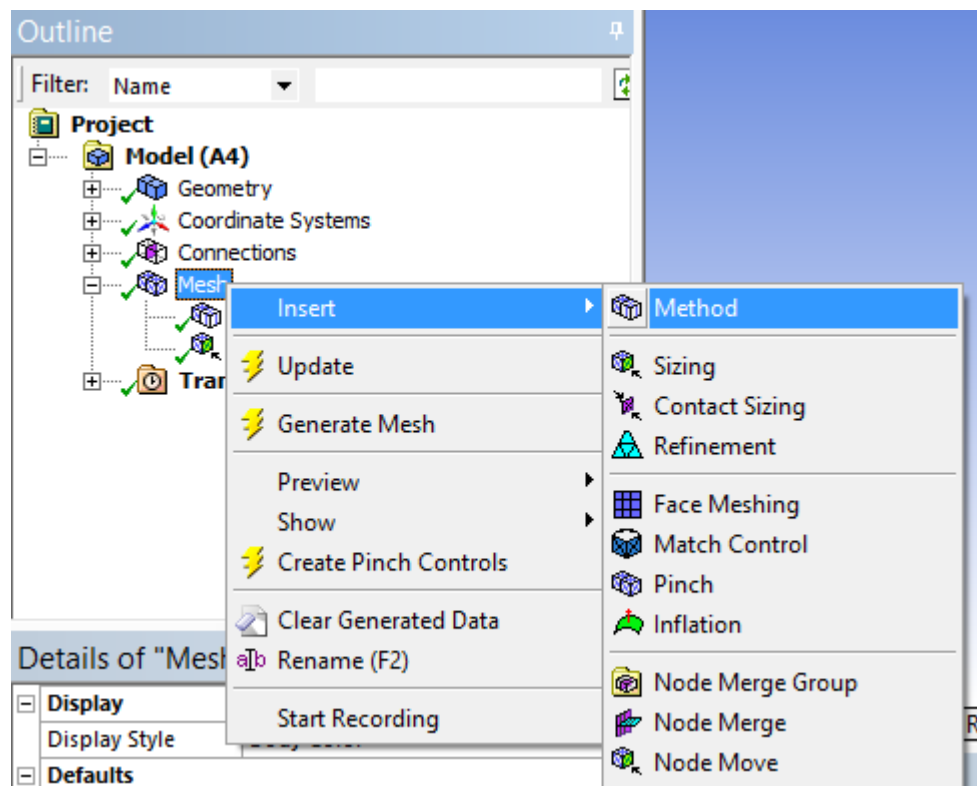 Outline
Filter: Name
Project
Model (A4)
Geometry
Coordinate Systems
Connections
Mesh
Insert
Update
Generate Mesh
Preview
Show
Create Pinch Controls
Clear Generated Data
Rename (F2)
Start Recording
Method
Sizing
Contact Sizing
Refinement
Face Meshing
Match Control
Pinch
Inflation
Node Merge Group
Node Merge
Node Move
Tran
Details of "Mesh
Display
Display Style
Defaults
R